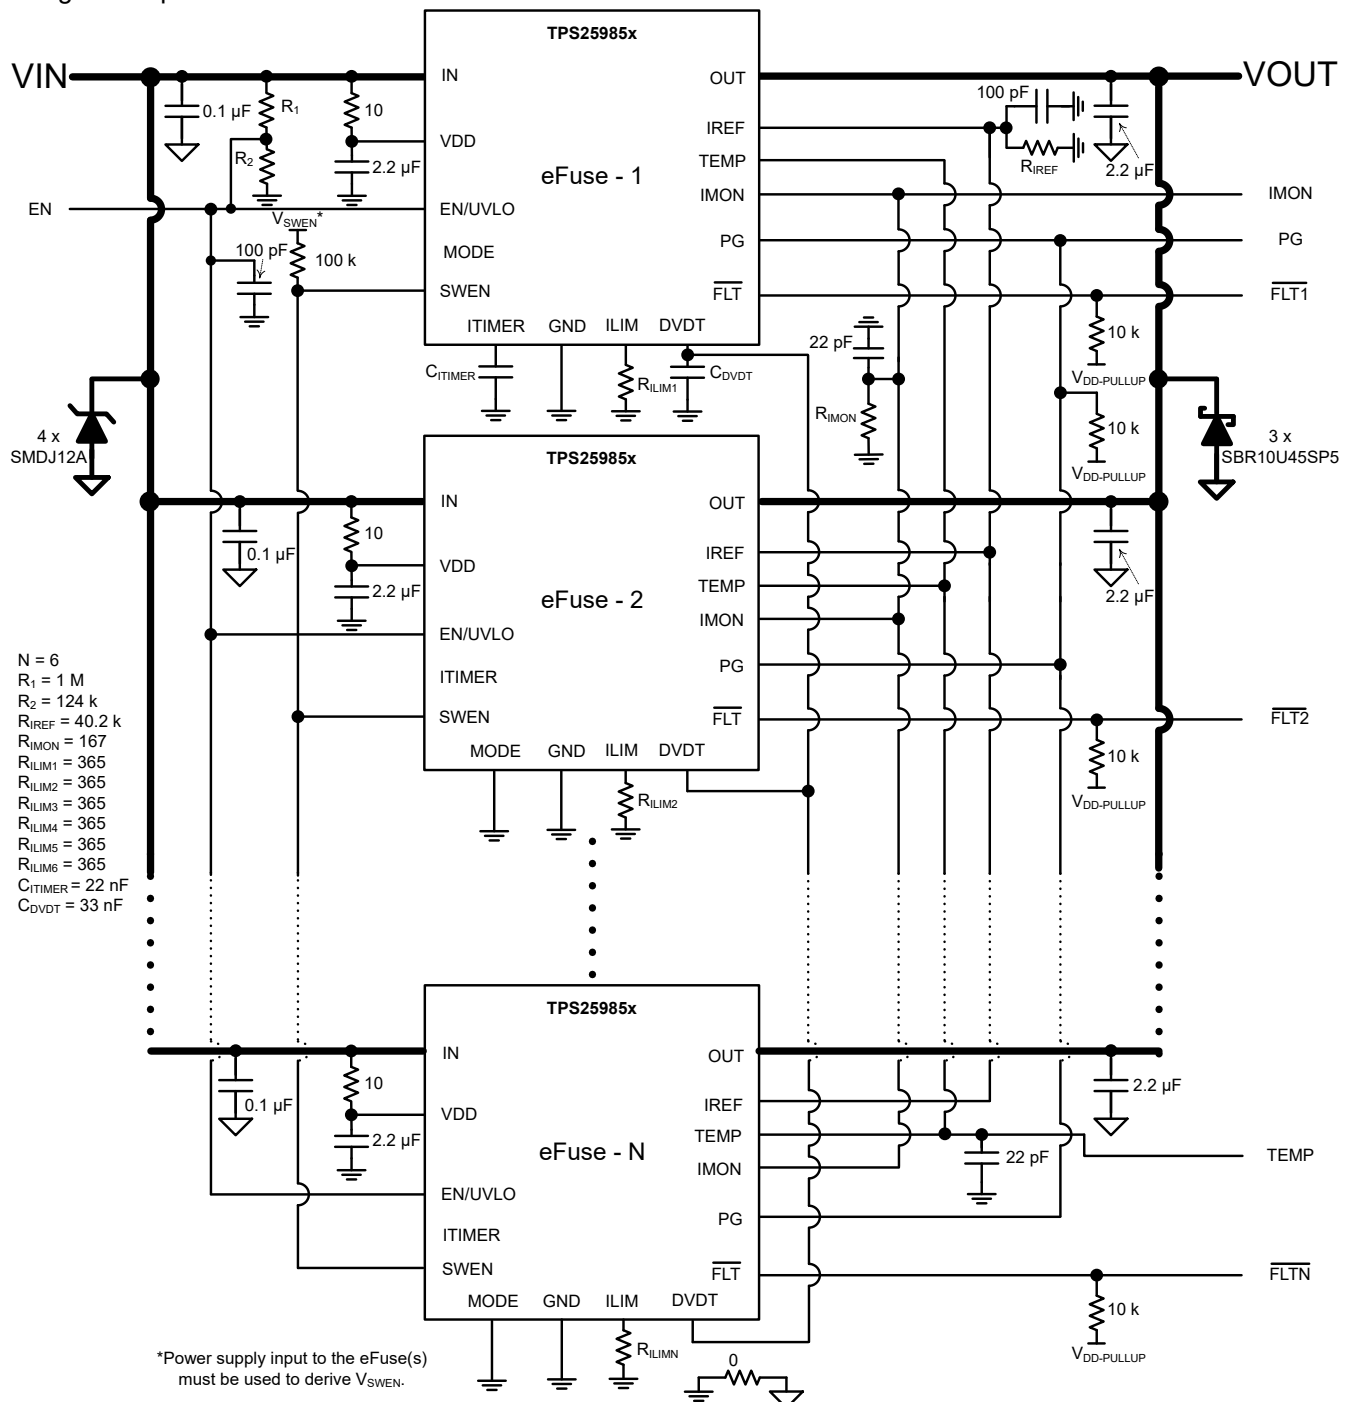 TPS25985x
VIN
IN
OUT
VOUT
0.1 µF
R1
10
100 pF
IREF
VDD
R2
2.2 µF
TEMP
RIREF
2.2 µF
eFuse - 1
EN
EN/UVLO
IMON
IMON
VSWEN*
PG
PG
100 pF
100 k
MODE
SWEN
FLT
FLT1
ITIMER
GND
ILIM
DVDT
22 pF
10 k
CITIMER
RILIM1
CDVDT
VDD-PULLUP
RIMON
4 x
SMDJ12A
10 k
3 x
SBR10U45SP5
TPS25985x
VDD-PULLUP
IN
OUT
10
0.1 µF
IREF
VDD
2.2 µF
TEMP
2.2 µF
eFuse - 2
IMON
EN/UVLO
PG
ITIMER
SWEN
FLT
FLT2
MODE
GND
ILIM
DVDT
10 k
RILIM2
VDD-PULLUP
N = 6
R1 = 1 M
R2 = 124 k
RIREF = 40.2 k
RIMON = 167
RILIM1 = 365
RILIM2 = 365
RILIM3 = 365
RILIM4 = 365
RILIM5 = 365
RILIM6 = 365
CITIMER = 22 nF
CDVDT = 33 nF
TPS25985x
IN
OUT
10
2.2 µF
0.1 µF
IREF
VDD
2.2 µF
TEMP
eFuse - N
22 pF
TEMP
IMON
EN/UVLO
PG
ITIMER
SWEN
FLT
FLTN
MODE
GND
ILIM
DVDT
10 k
RILIMN
VDD-PULLUP
0
*Power supply input to the eFuse(s)
must be used to derive VSWEN.